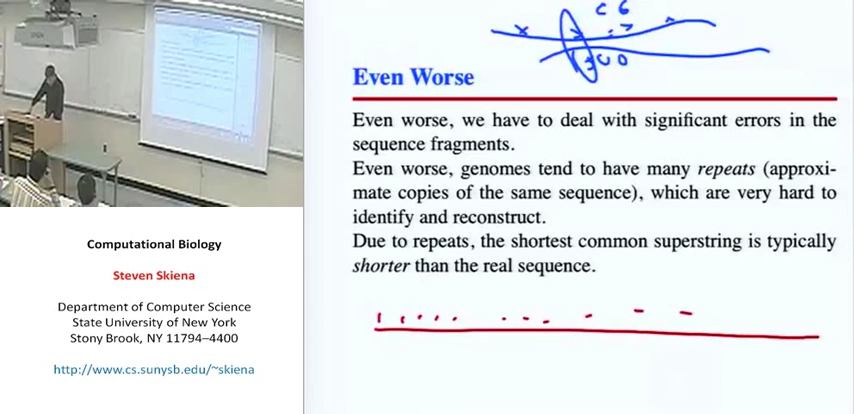 Even Worse
Even worse, we have to deal with significant errors in the
sequence fragments.
Even worse, genomes tend to have many repeats (approxi-
mate copies of the same sequence), which are very hard to
identify and reconstruct.
Due to repeats, the shortest common superstring is typically
shorter than the real sequence.
Computational Biology
Steven Skiena
Department of Computer Science
State University of New York
Stony Brook, NY 11794–4400
http://www.cs.sunysb.edu/~skiena